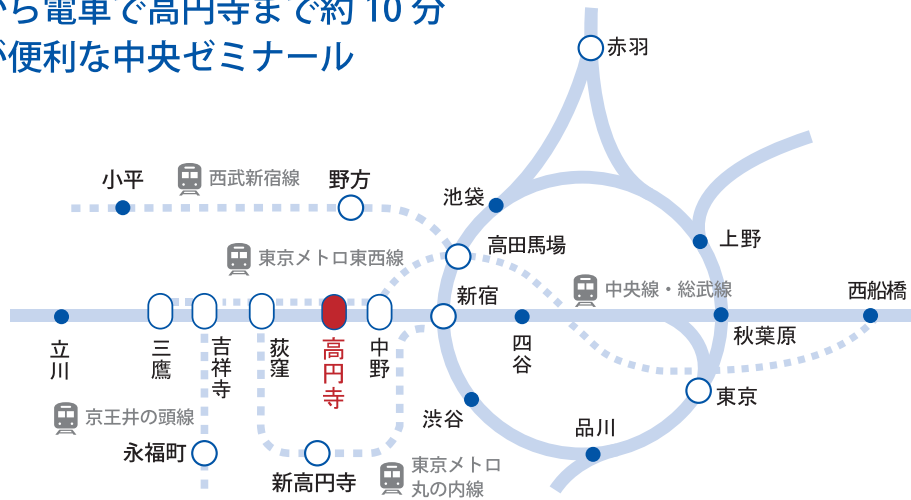 ら電車で高円寺まで約 10 分
便利な中央ゼミナール
赤羽
小平
西武新宿線
野方
池袋
上野
高田馬場
東京メトロ東西線
中央線・総武線
西船橋
新宿
立川
三鷹
吉祥寺
荻窪
高円寺
中野
四谷
秋葉原
東京
渋谷
京王井の頭線
永福町
品川
新高円寺
東京メトロ
丸の内線